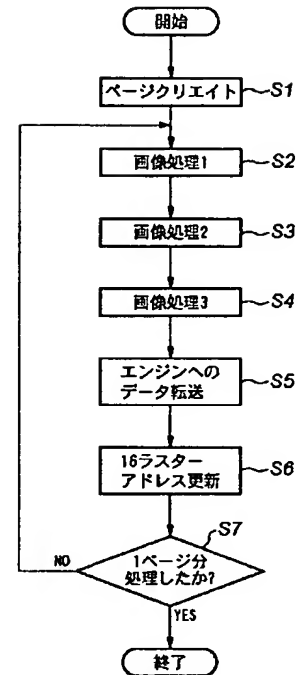 開始
ページクリエイト
S1
画像処理1
S2
画像処理2
S3
画像処理3
S4
エンジンへの
データ転送
S5
16ラスター
アドレス更新
S6
S7
1ページ分
処理したか?
NO
YES
終了